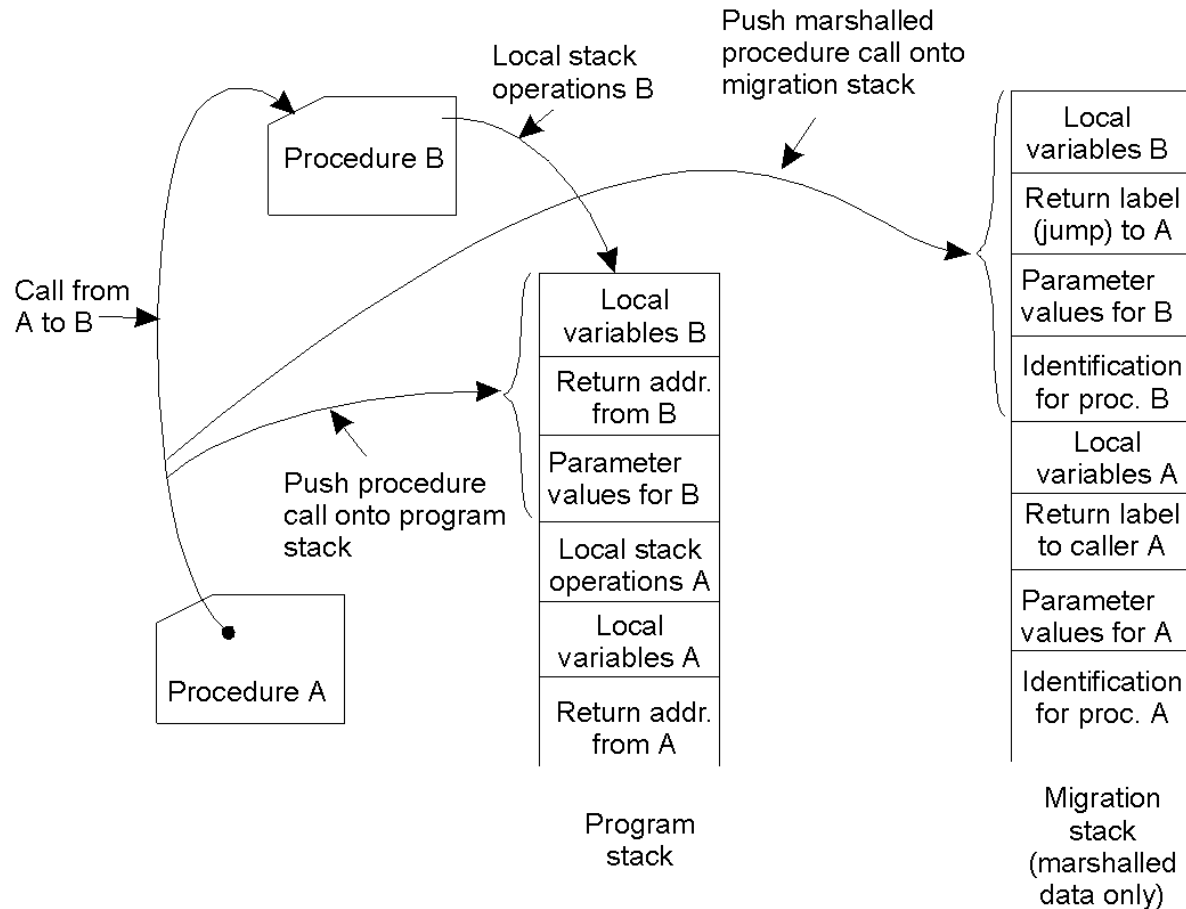 Push marshalled
procedure call onto
migration stack
Local stack
operations B
Procedure B
Call from
A to B
Push procedure
call onto program
stack
Procedure A
Local
variables B
Return addr.
from B
Parameter
values for B
Local stack
operations A
Local
variables A
Return addr.
from A
Program
stack
Local
variables B
Return label
(jump) to A
Parameter
values for B
Identification
for proc. B
Local
variables A
Return label
to caller A
Parameter
values for A
Identification
for proc. A
Migration
stack
(marshalled
data only)